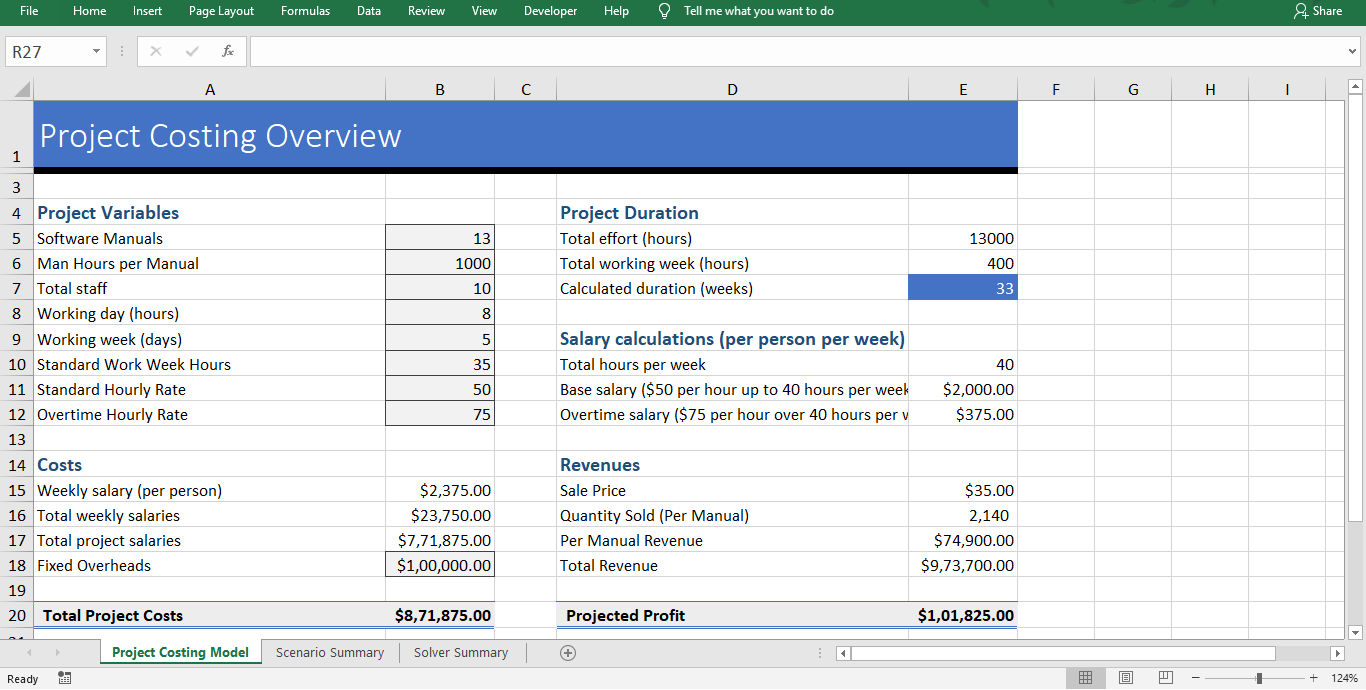 File Home Insert Page Layout Formulas Data Review View Developer Help Tell me what you want to do Share
R27 fx
A B C D E F G H I
1 Project Costing Overview
3
4 Project Variables Project Duration
5 Software Manuals 13 Total effort (hours) 13000
6 Man Hours per Manual 1000 Total working week (hours) 400
7 Total staff 10 Calculated duration (weeks) 33
8 Working day (hours) 8
9 Working week (days) 5 Salary calculations (per person per week)
10 Standard Work Week Hours 35 Total hours per week 40
11 Standard Hourly Rate 50 Base salary ($50 per hour up to 40 hours per week $2,000.00
12 Overtime Hourly Rate 75 Overtime salary ($75 per hour over 40 hours per $375.00
13
14 Costs Revenues
15 Weekly salary (per person) $2,375.00 Sale Price $35.00
16 Total weekly salaries $23,750.00 Quantity Sold (Per Manual) 2,140
17 Total project salaries $7,71,875.00 Per Manual Revenue $74,900.00
18 Fixed Overheads $1,00,000.00 Total Revenue $9,73,700.00
19
20 Total Project Costs $8,71,875.00 Projected Profit $1,01,825.00
Project Costing Model Scenario Summary Solver Summary
Ready 124%